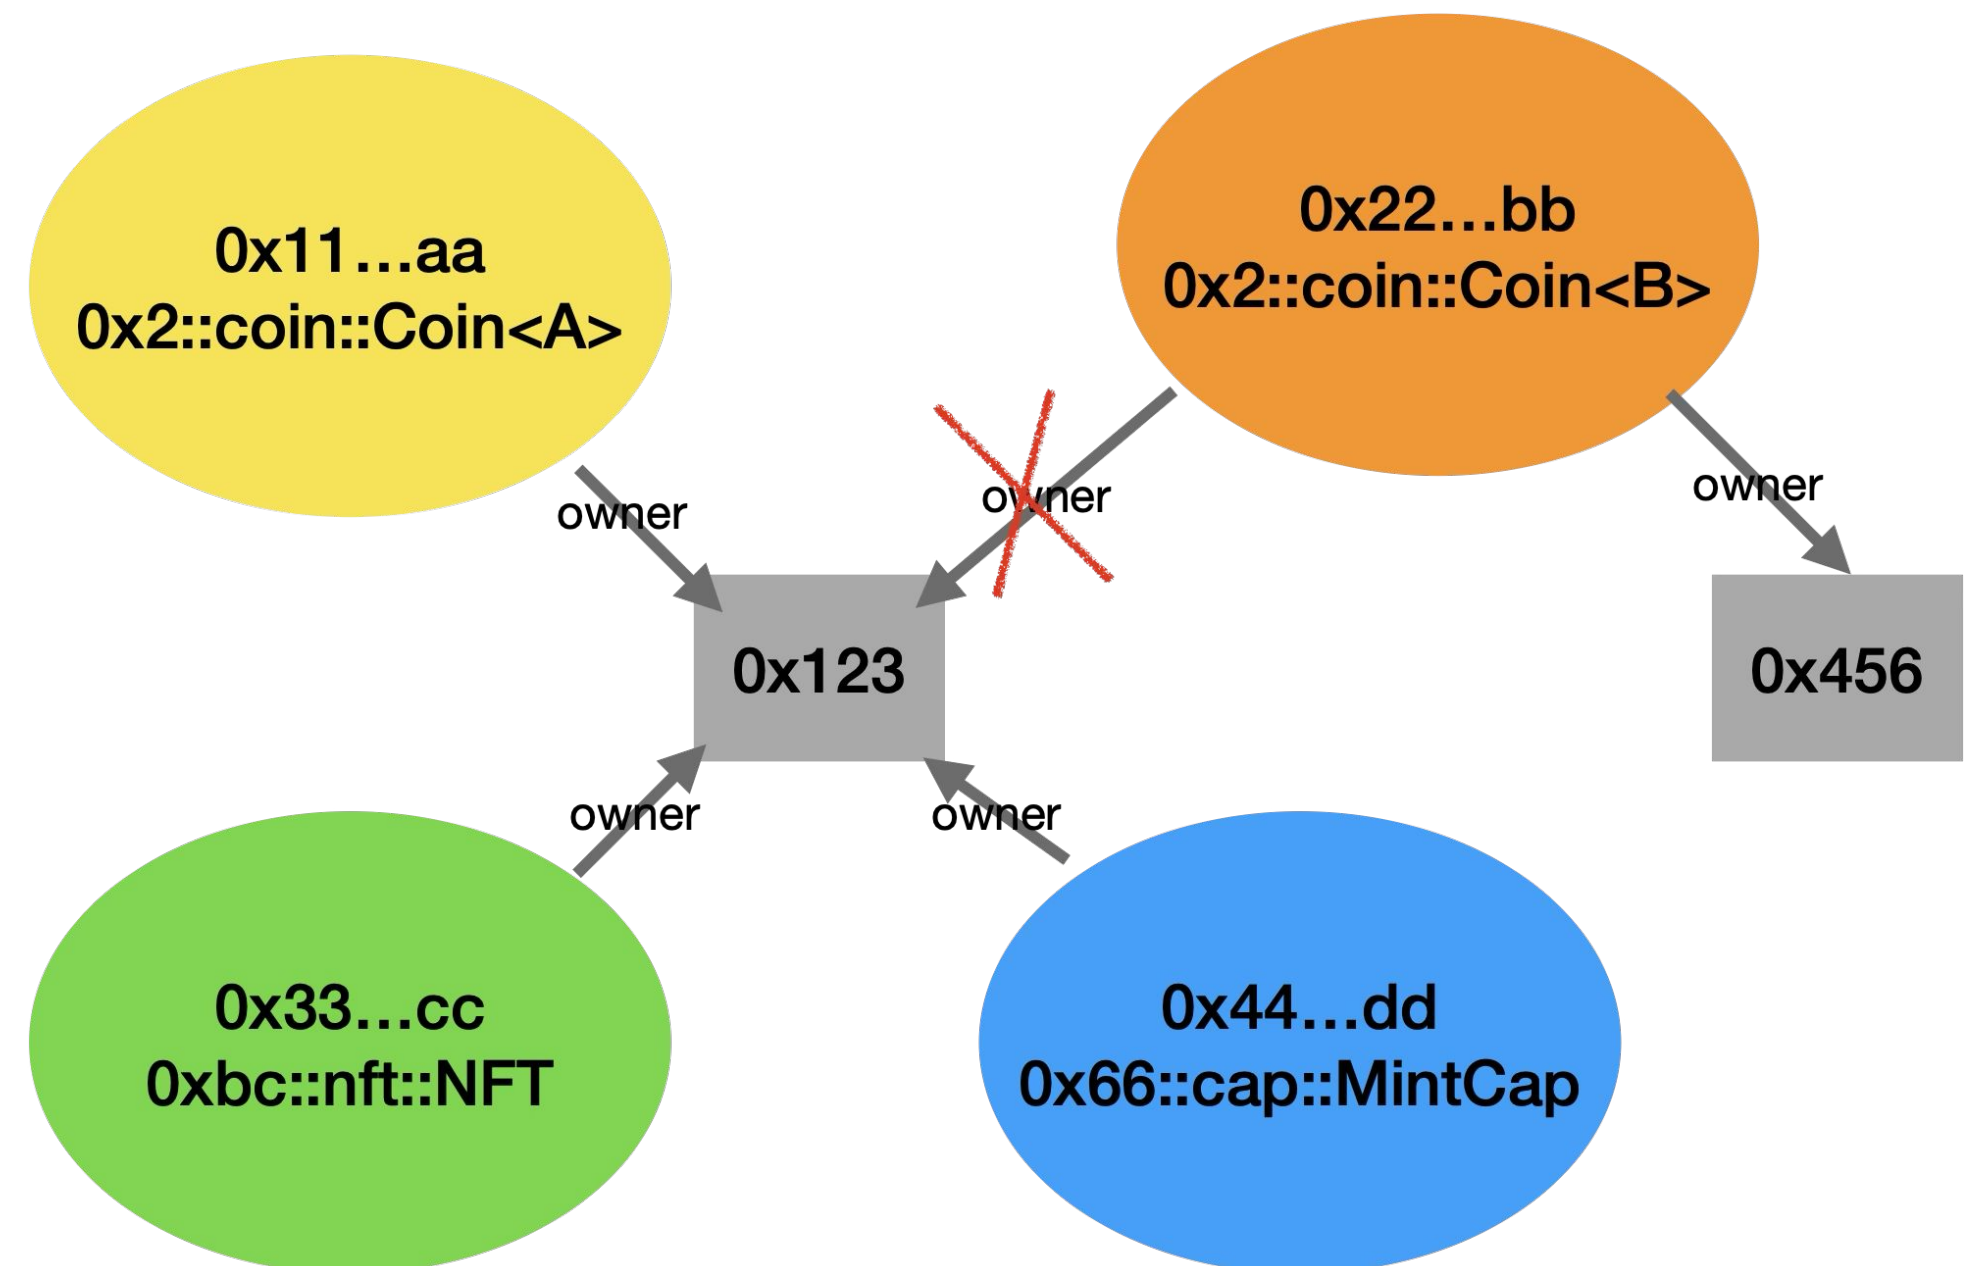 0x11…aa
0x2::coin::Coin<A>
0x22…bb
0x2::coin::Coin<B>
owner
owner
owner
0x123
0x456
owner
owner
0x33…cc
0xbc::nft::NFT
0x44…dd
0x66::cap::MintCap